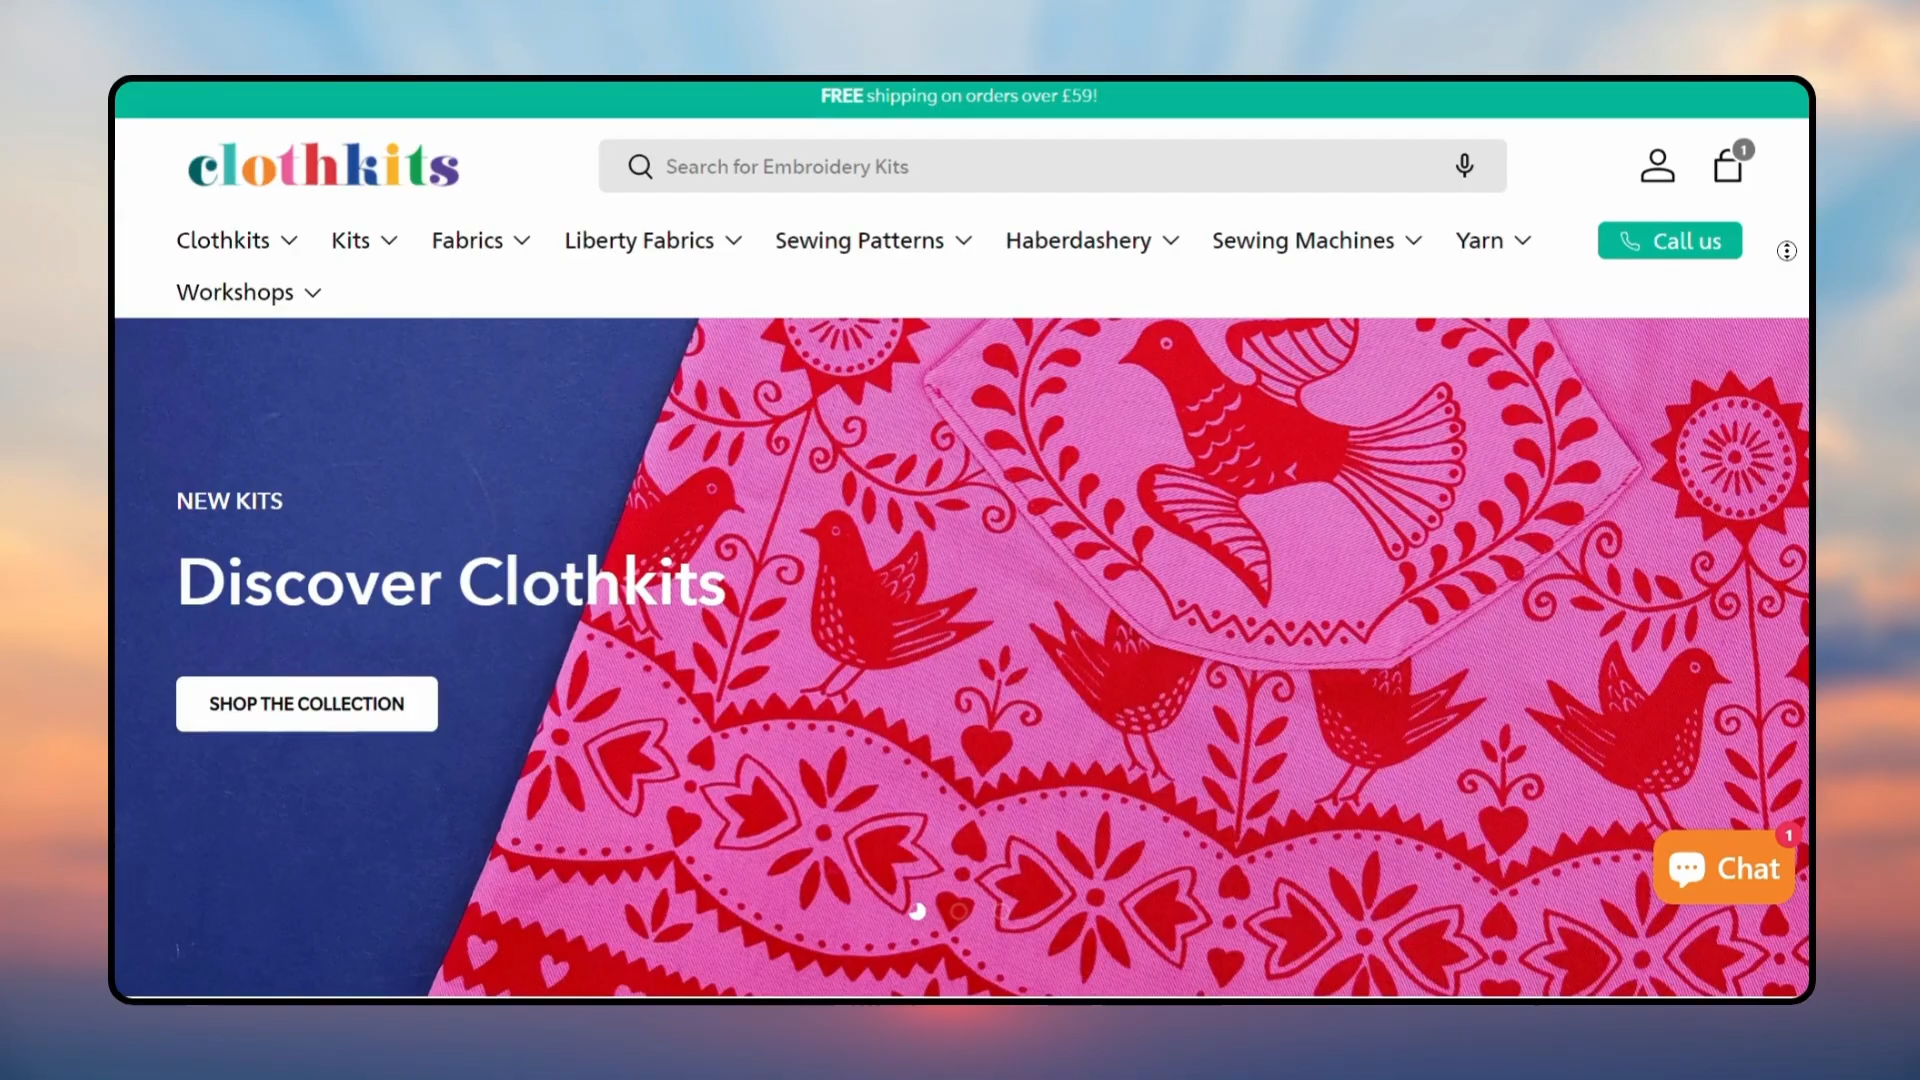 FREE shipping on orders over £59!
clothkits
Search for Embroidery Kits
1
Clothkits
Kits
Fabrics
Liberty Fabrics
Sewing Patterns
Haberdashery
Sewing Machines
Yarn
Call us
Workshops
NEW KITS
Discover Clothkits
SHOP THE COLLECTION
1
Chat